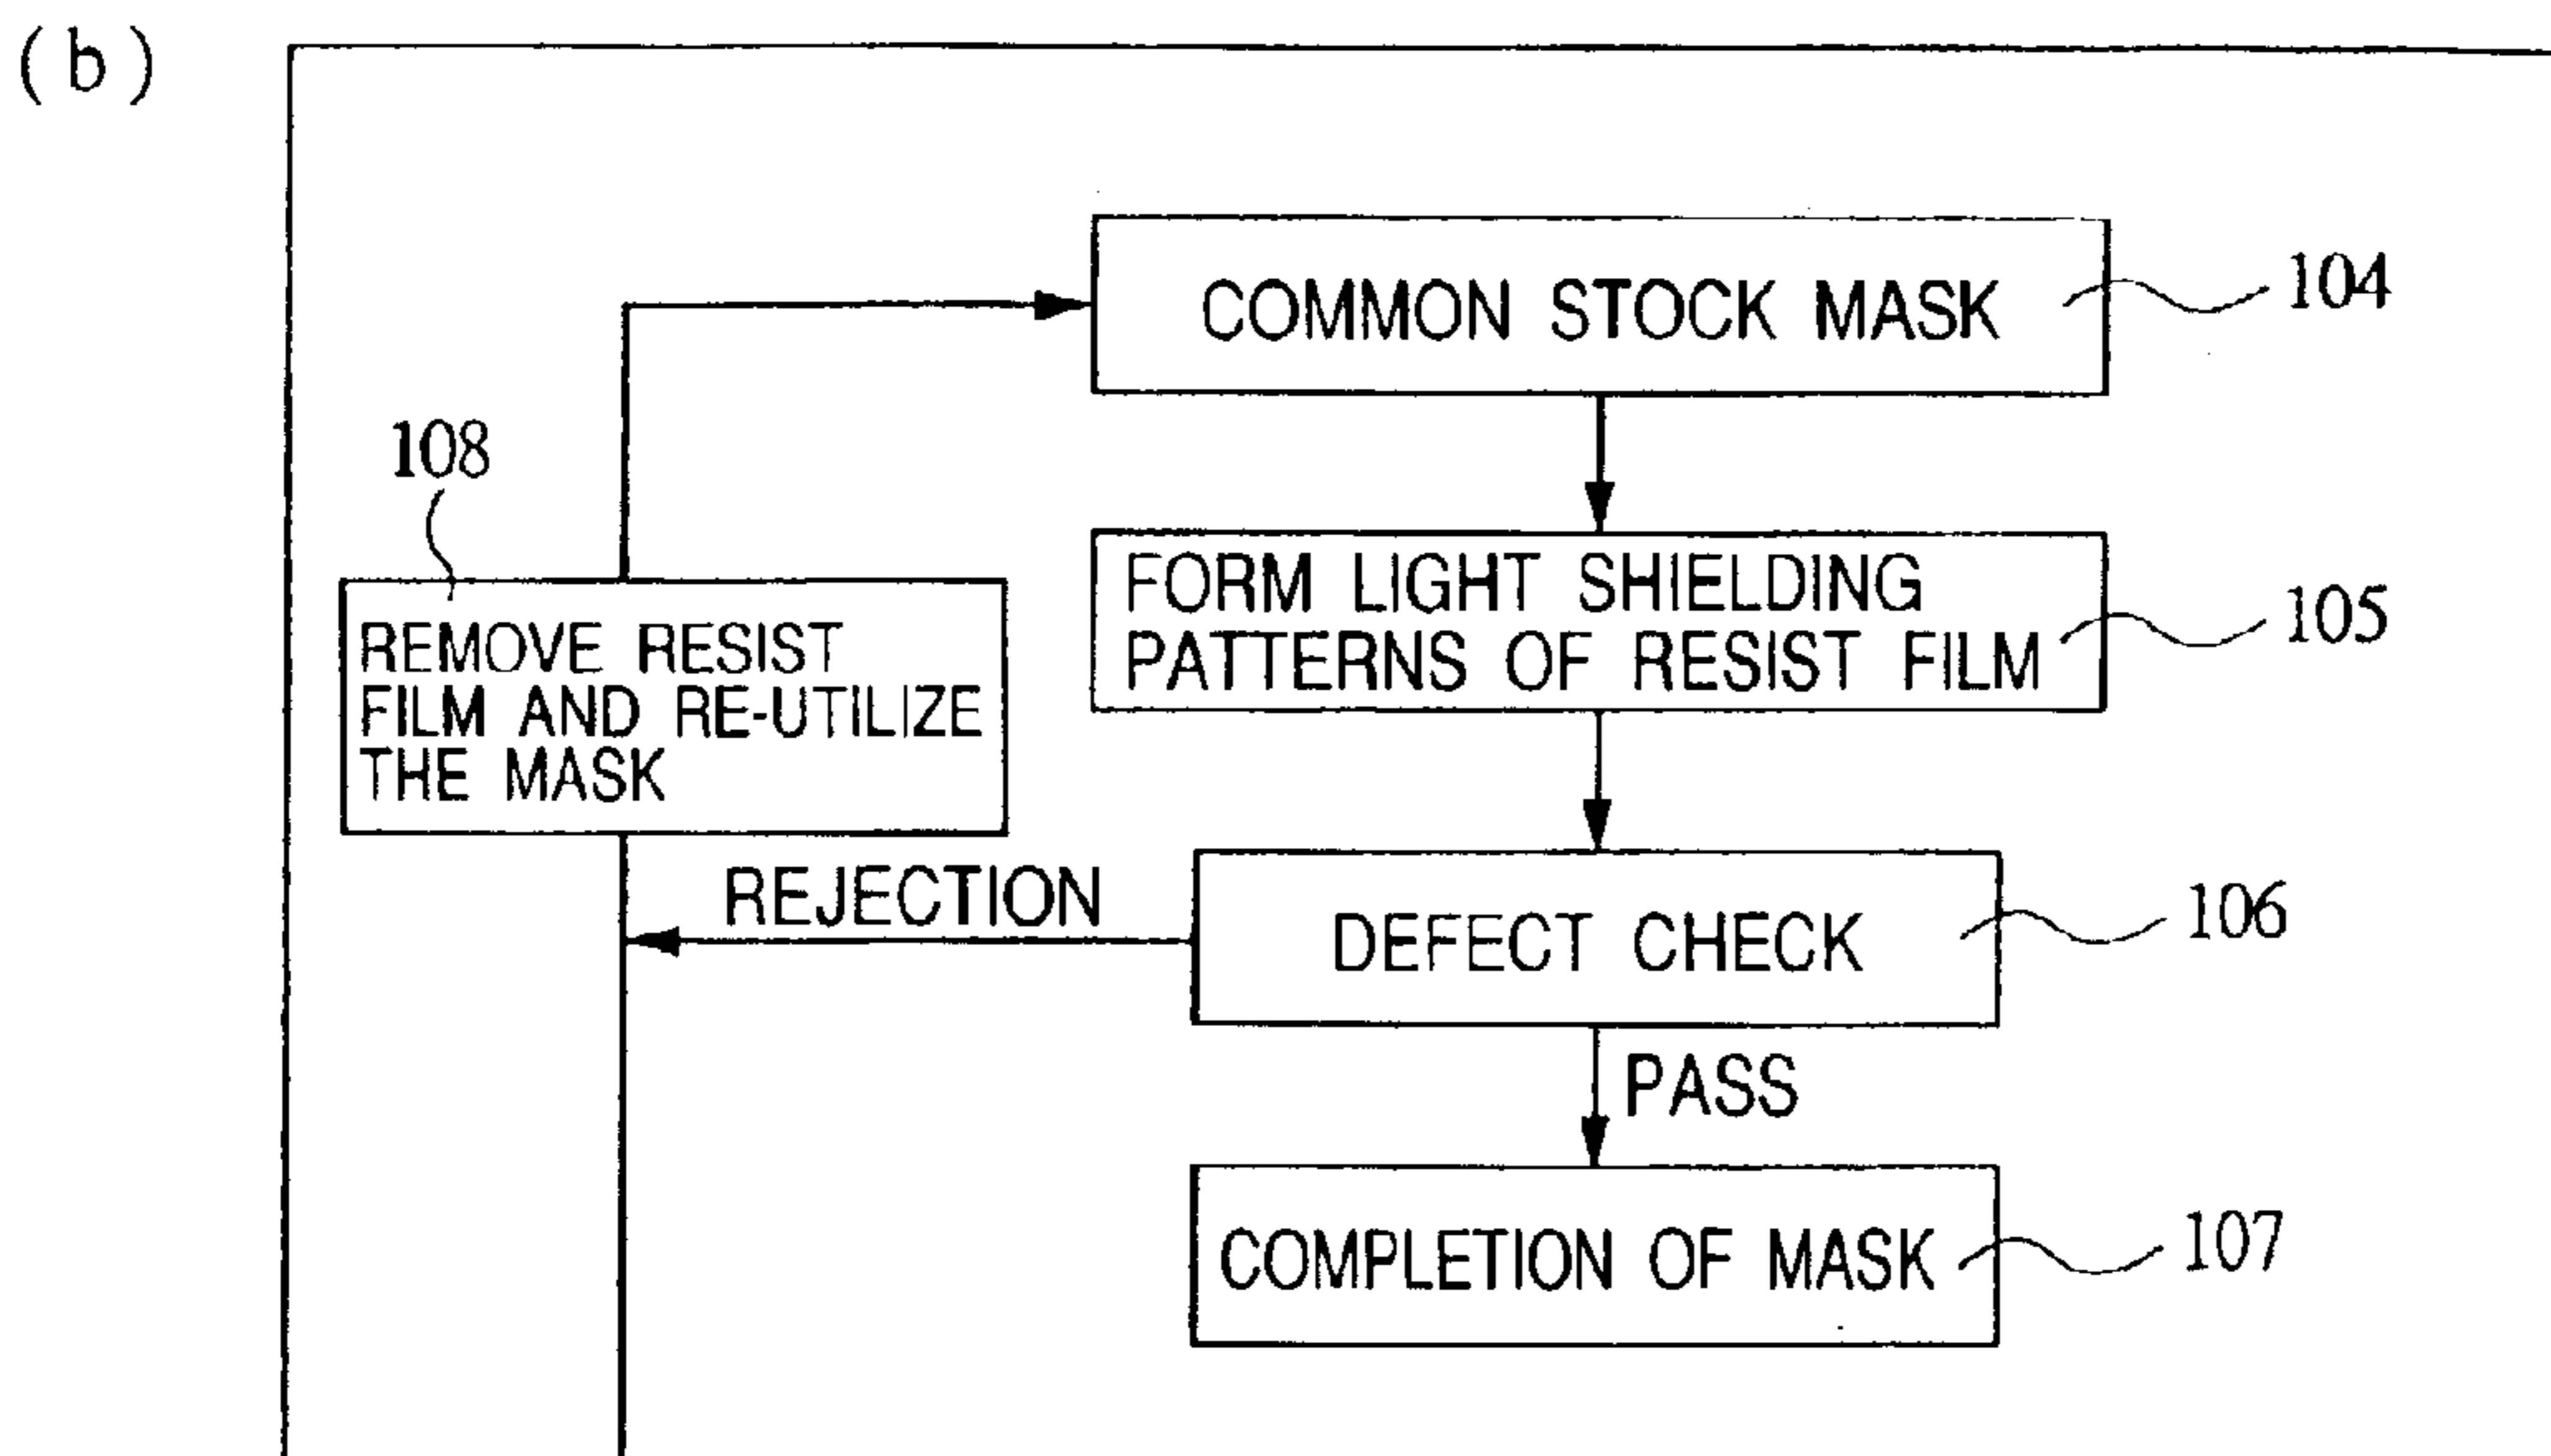 (b)
COMMON STOCK MASK
104
108
FORM LIGHT SHIELDING
PATTERNS OF RESIST FILM
105
REMOVE RESIST
FILM AND RE-UTILIZE
THE MASK
REJECTION
DEFECT CHECK
106
PASS
COMPLETION OF MASK
107